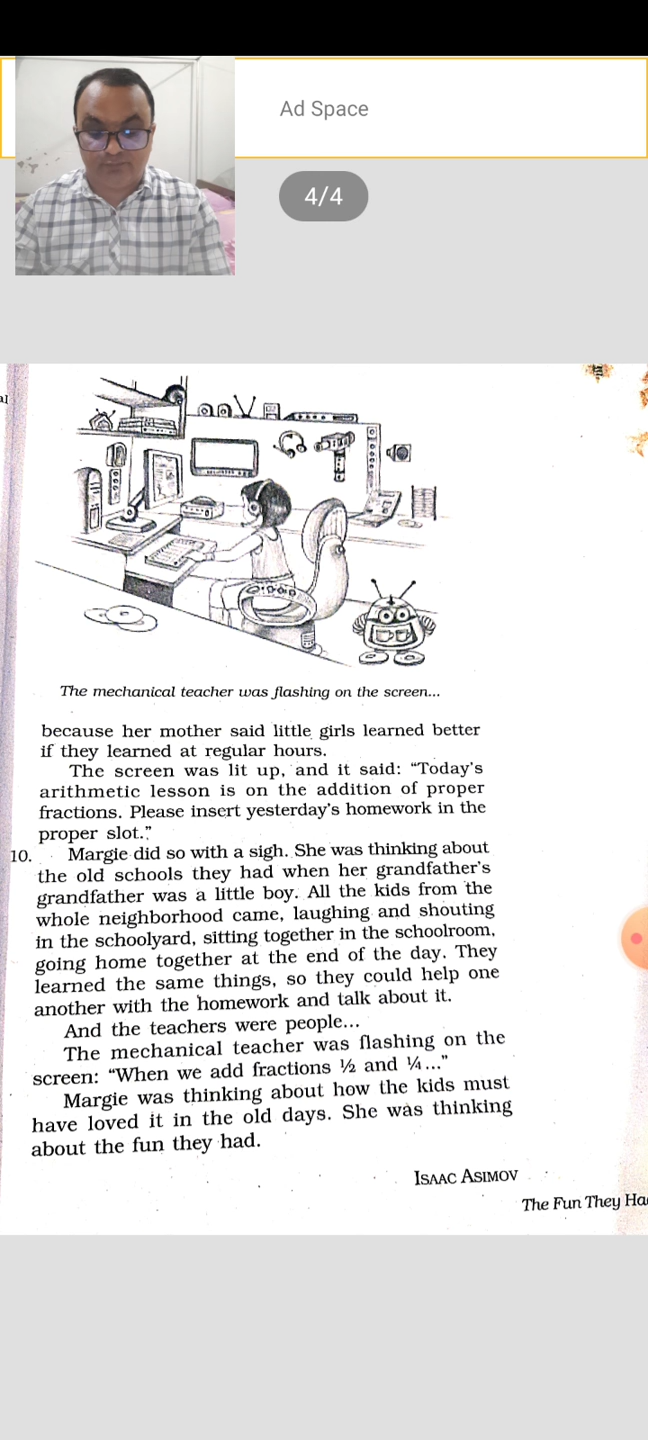 Ad Space
4/4
The mechanical teacher was flashing on the screen...
because her mother said little girls learned better
if they learned at regular hours.
The screen was lit up, and it said: “Today’s
arithmetic lesson is on the addition of proper
fractions. Please insert yesterday’s homework in the
proper slot.”
10. Margie did so with a sigh. She was thinking about
the old schools they had when her grandfather’s
grandfather was a little boy. All the kids from the
whole neighborhood came, laughing and shouting
in the schoolyard, sitting together in the schoolroom,
going home together at the end of the day. They
learned the same things, so they could help one
another with the homework and talk about it.
And the teachers were people...
The mechanical teacher was flashing on the
screen: “When we add fractions ½ and ¼...”
Margie was thinking about how the kids must
have loved it in the old days. She was thinking
about the fun they had.
ISAAC ASIMOV
The Fun They Ha